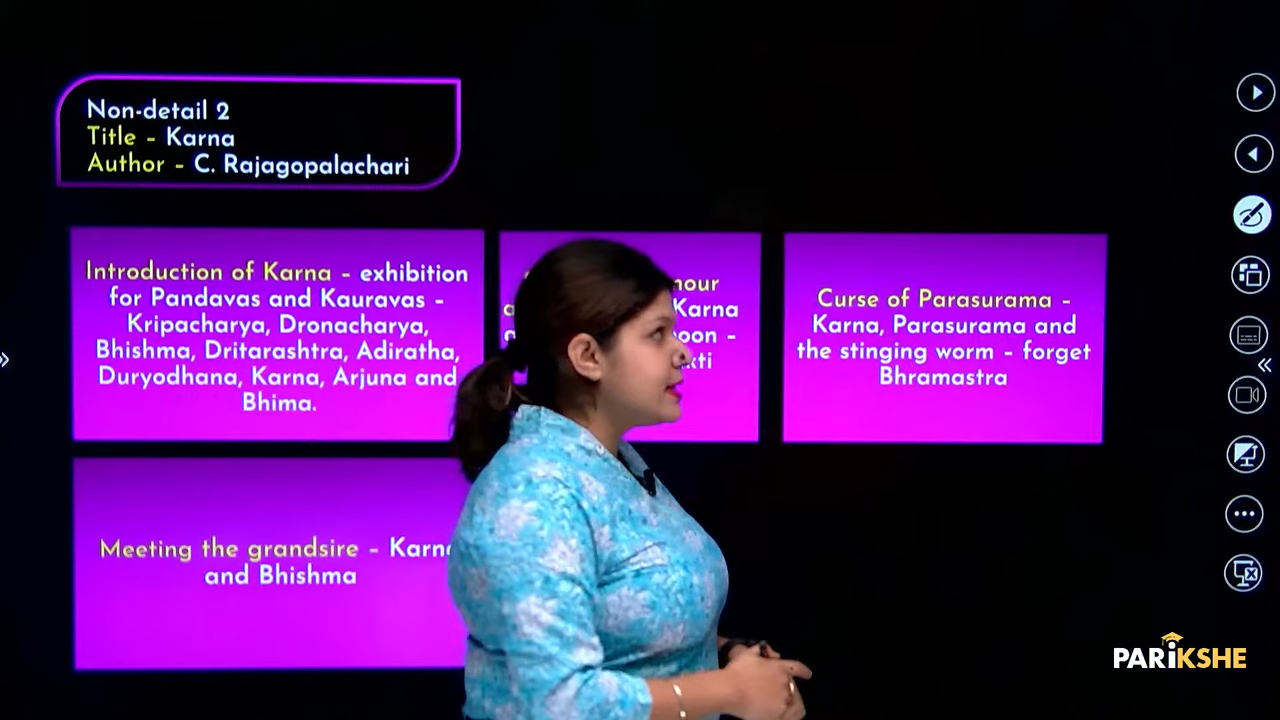 Non-detail 2
Title - Karna
Author - C. Rajagopalachari
Introduction of Karna - exhibition
for Pandavas and Kauravas -
Kripacharya, Dronacharya,
Bhishma, Dritarashtra, Adiratha,
Duryodhana, Karna, Arjuna and
Bhima.
Karna
Curse of Parasurama -
Karna, Parasurama and
the stinging worm - forget
Bhramastra
Meeting the grandsire -
and Bhishma
PARIKSHE